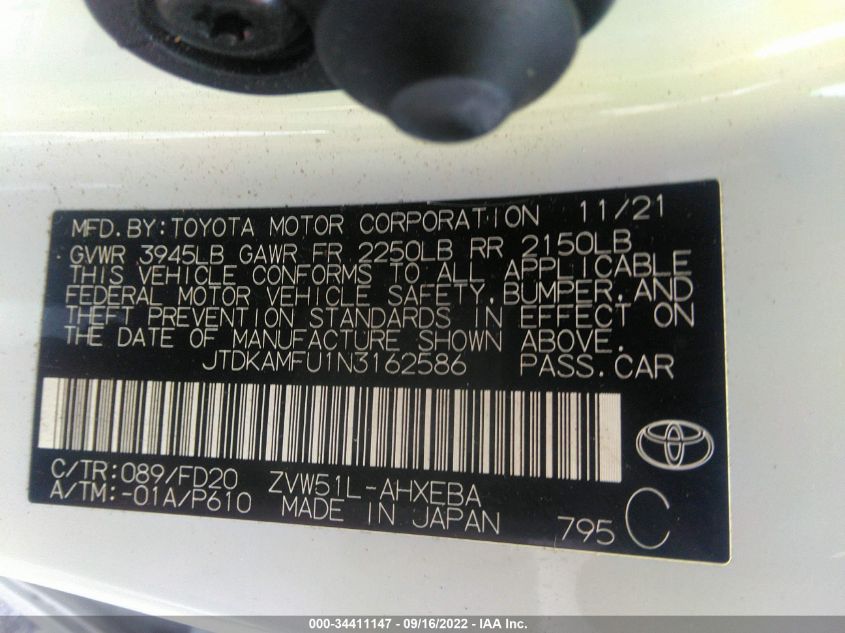 MFD.BY:TOYOTA MOTOR CORPORATION 11/21
GVWR 3945LB GAWR FR 2250LB RR 2150LB
THIS VEHICLE CONFORMS TO ALL APPLICABLE
FEDERAL MOTOR VEHICLE SAFETY,BUMPER,AND
THEFT PREVENTION STANDARDS IN EFFECT ON
THE DATE OF MANUFACTURE SHOWN ABOVE.
JTDKAMFU1N3162586 PASS.CAR
C/TR:089/FD20 ZVW51L-AHXEBA
A/TM:-01A/P610 MADE IN JAPAN 795 C
000-34411147 - 09/16/2022 - IAA Inc.